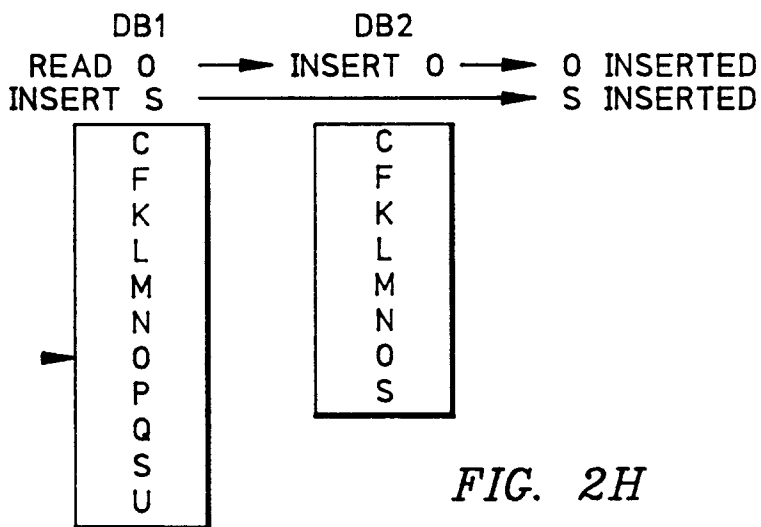 DB1 DB2
READ O INSERT O O INSERTED
INSERT S S INSERTED
C
F
K
L
M
N
O
P
Q
S
U
C
F
K
L
M
N
O
S
FIG. 2H